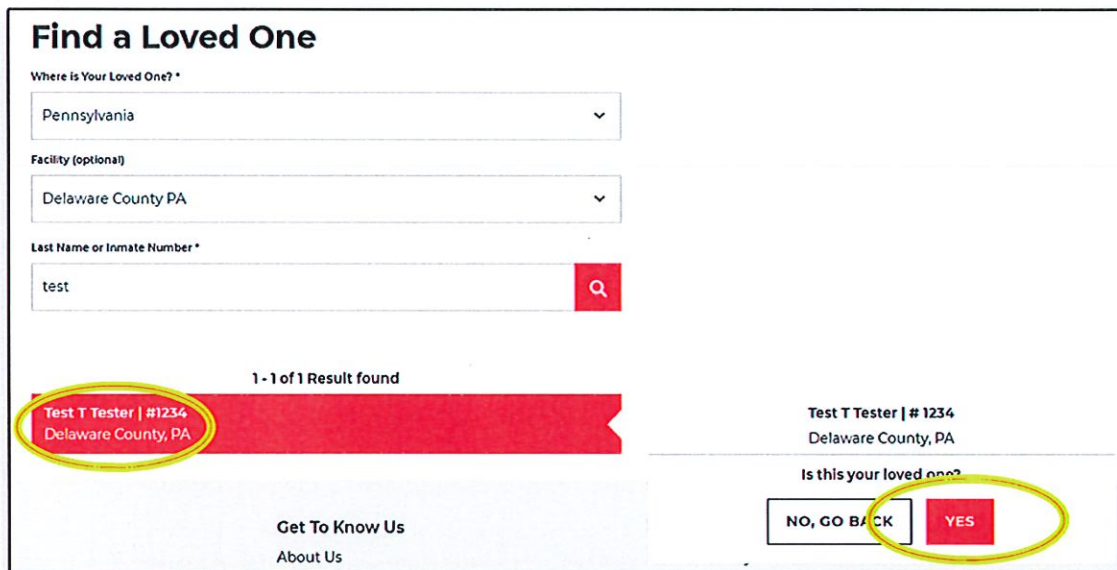 Find a Loved One
Where is Your Loved One? *
Pennsylvania
Facility (optional)
Delaware County PA
Last Name or Inmate Number *
test
1 - 1 of 1 Result found
Test T Tester | #1234
Delaware County, PA
Test T Tester | # 1234
Delaware County, PA
Is this your loved one?
NO, GO BACK
YES
Get To Know Us
About Us